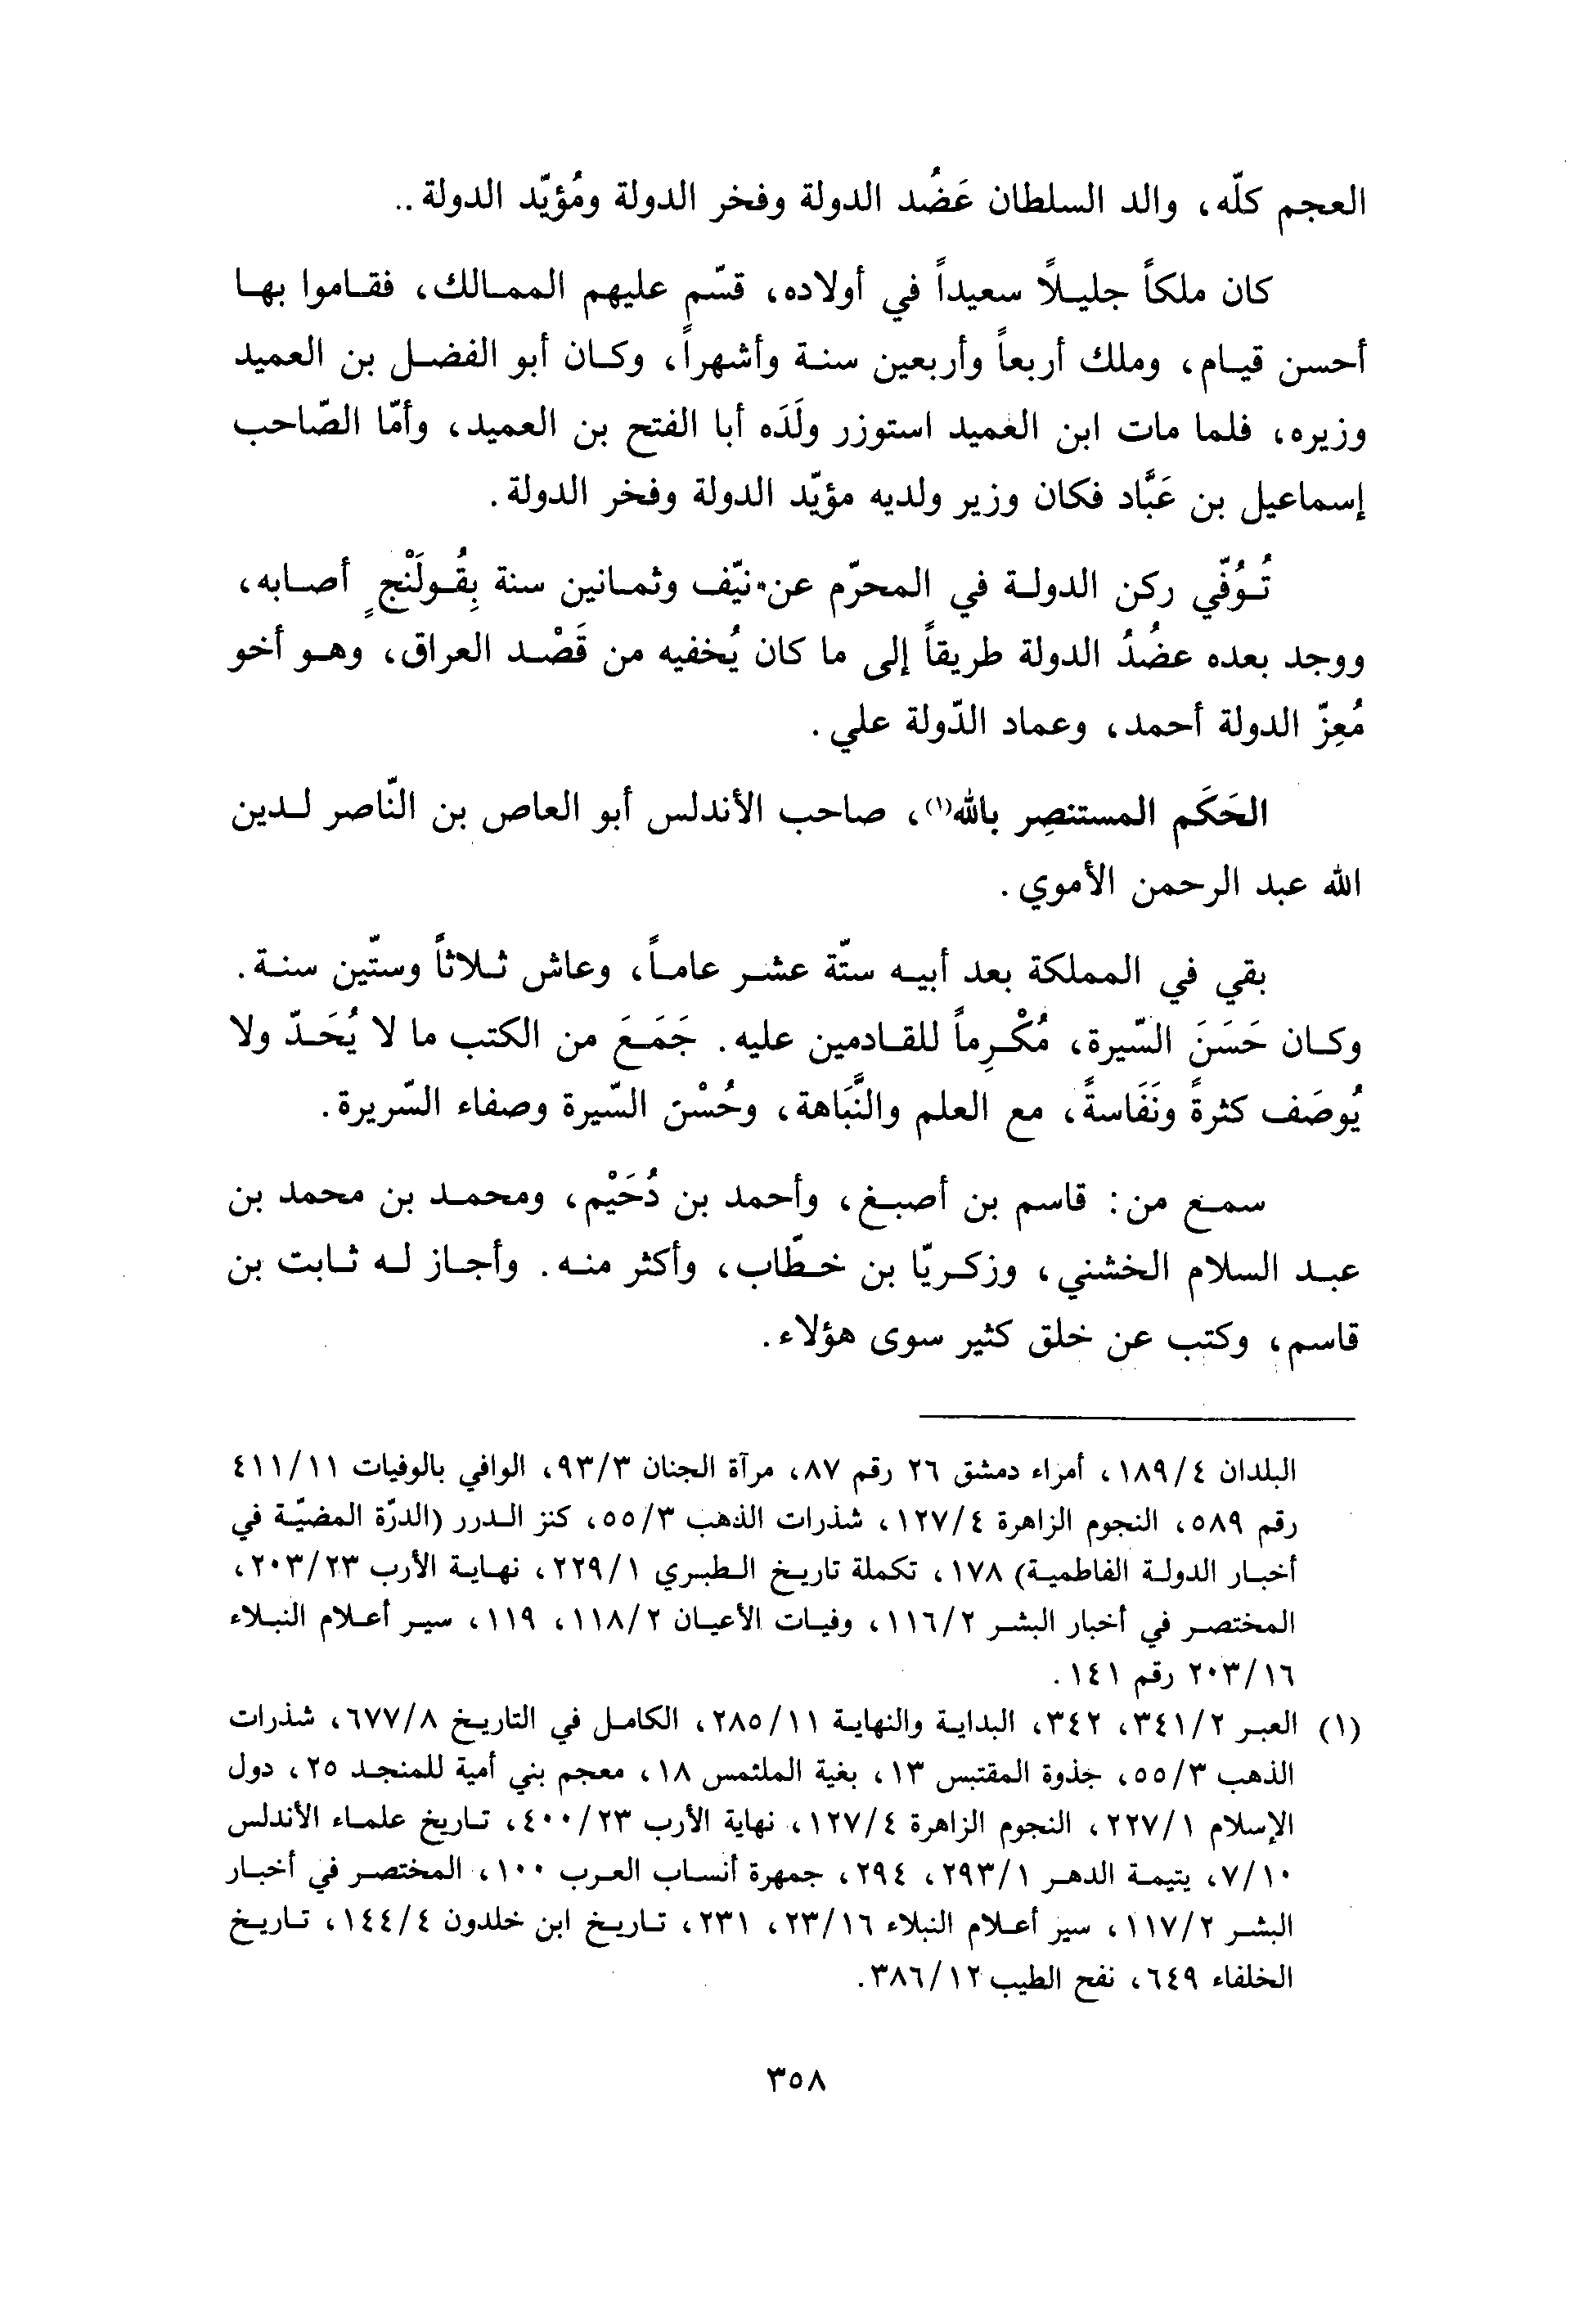 العجم كلّه، والد السلطان عَضُد الدولة وفخر الدولة ومُؤيّد الدولة..
كان ملكاً جليلاً سعيداً في أولاده، قسّم عليهم الممالك، فقاموا بها
أحسن قيام، وملك أربعاً وأربعين سنة وأشهراً، وكان أبو الفضل بن العميد
وزيره، فلما مات ابن العميد استوزر ولَدَه أبا الفتح بن العميد، وأمّا الصّاحب
إسماعيل بن عَبَّاد فكان وزير ولديه مؤيّد الدولة وفخر الدولة.
تُوُفّي ركن الدولة في المحرّم عن نيّف وثمانين سنة بِقُولَنْجٍ أصابه،
ووجد بعده عضُدُ الدولة طريقاً إلى ما كان يُخفيه من قَصْد العراق، وهو أخو
مُعِزّ الدولة أحمد، وعماد الدّولة علي.
الحَكَم المستنصِر بالله(١)، صاحب الأندلس أبو العاص بن النّاصر لدين
الله عبد الرحمن الأموي.
بقي في المملكة بعد أبيه ستّة عشر عاماً، وعاش ثلاثاً وستّين سنة.
وكان حَسَنَ السّيرة، مُكْرِماً للقادمين عليه. جَمَعَ من الكتب ما لا يُحَدّ ولا
يُوصَف كثرةً ونَفَاسةً، مع العلم والنَّبَاهة، وحُسْن السّيرة وصفاء السّريرة.
سمع من: قاسم بن أصبغ، وأحمد بن دُحَيْم، ومحمد بن محمد بن
عبد السلام الخشني، وزكريّا بن خطّاب، وأكثر منه. وأجاز له ثابت بن
قاسم، وكتب عن خلق كثير سوى هؤلاء.
البلدان ١٨٩/٤، أمراء دمشق ٢٦ رقم ٨٧، مرآة الجنان ٩٣/٣، الوافي بالوفيات ٤١١/١١
رقم ٥٨٩، النجوم الزاهرة ١٢٧/٤، شذرات الذهب ٥٥/٣، كنز الدرر (الدرّة المضيّة في
أخبار الدولة الفاطمية) ١٧٨، تكملة تاريخ الطبري ٢٢٩/١، نهاية الأرب ٢٠٣/٢٣،
المختصر في أخبار البشر ١١٦/٢، وفيات الأعيان ١١٨/٢، ١١٩، سير أعلام النبلاء
٢٠٣/١٦ رقم ١٤١.
(١) العبر ٣٤١/٢، ٣٤٢، البداية والنهاية ٢٨٥/١١، الكامل في التاريخ ٦٧٧/٨، شذرات
الذهب ٥٥/٣، جذوة المقتبس ١٣، بغية الملتمس ١٨، معجم بني أمية للمنجد ٢٥، دول
الإسلام ٢٢٧/١، النجوم الزاهرة ١٢٧/٤، نهاية الأرب ٤٠٠/٢٣، تاريخ علماء الأندلس
٧/١٠، يتيمة الدهر ٢٩٣/١، ٢٩٤، جمهرة أنساب العرب ١٠٠، المختصر في أخبار
البشر ١١٧/٢، سير أعلام النبلاء ٢٣/١٦، ٢٣١، تاريخ ابن خلدون ١٤٤/٤، تاريخ
الخلفاء ٦٤٩، نفح الطيب ٣٨٦/١٢.
٣٥٨